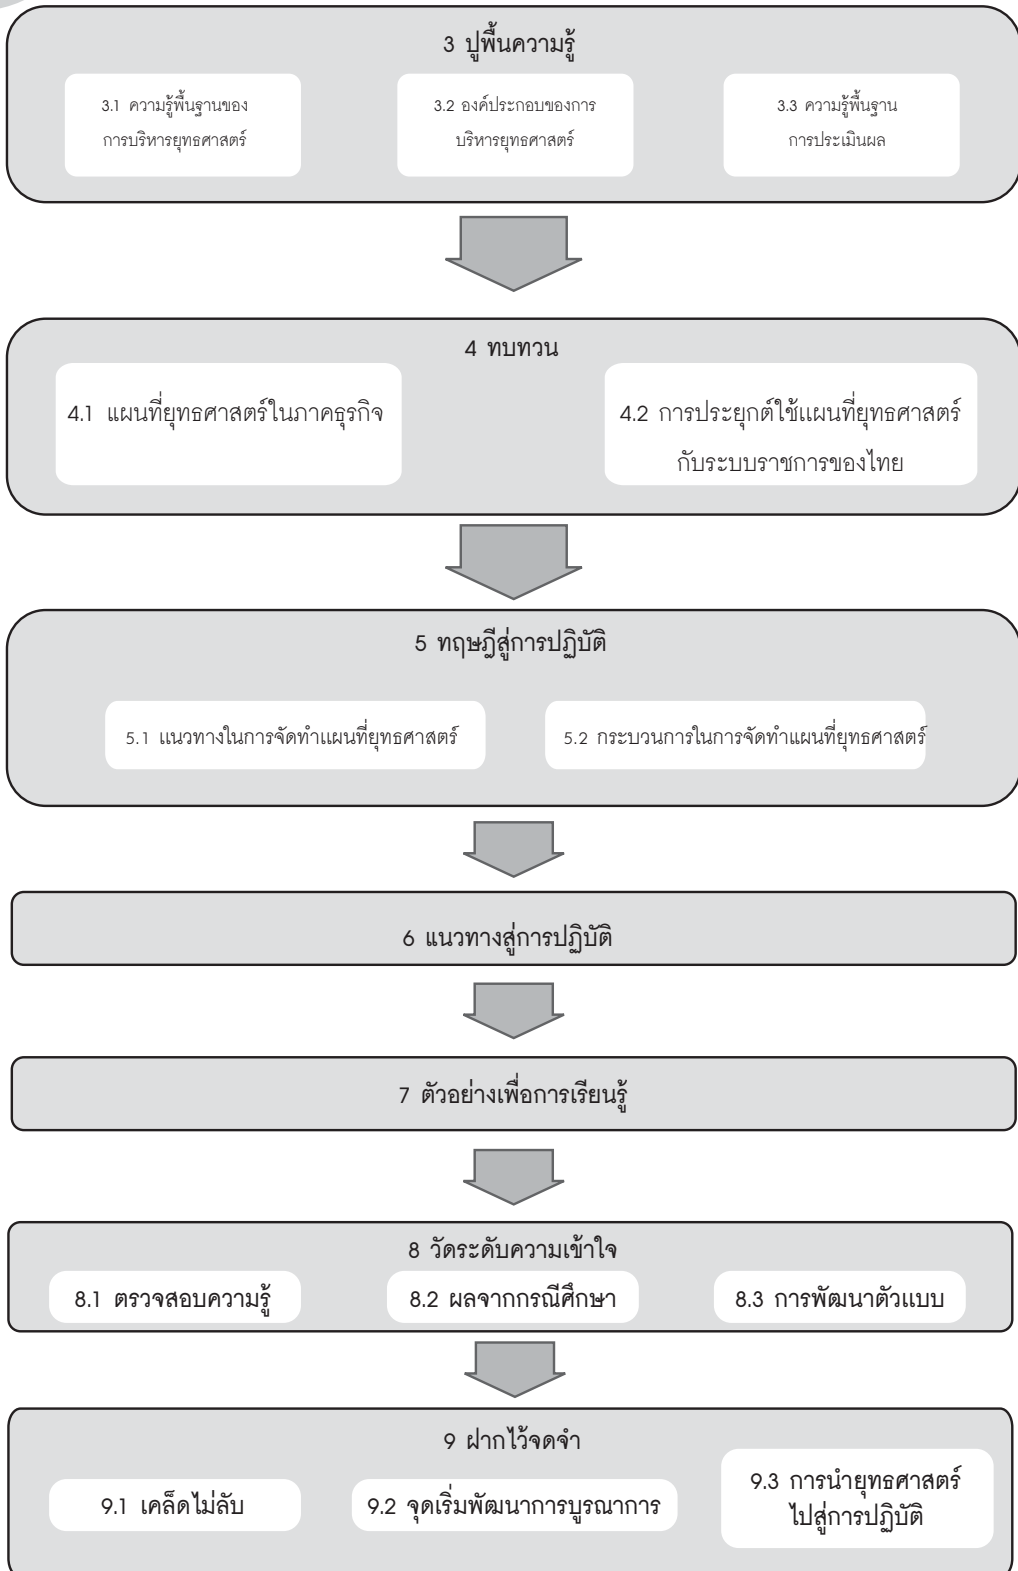 3 ปูพื้นความรู้
3.1 ความรู้พื้นฐานของ
การบริหารยุทธศาสตร์
3.2 องค์ประกอบของการ
บริหารยุทธศาสตร์
3.3 ความรู้พื้นฐาน
การประเมินผล
4 ทบทวน
4.1 แผนที่ยุทธศาสตร์ในภาคธุรกิจ
4.2 การประยุกต์ใช้แผนที่ยุทธศาสตร์
กับระบบราชการของไทย
5 ทฤษฎีสู่การปฏิบัติ
5.1 แนวทางในการจัดทำแผนที่ยุทธศาสตร์
5.2 กระบวนการในการจัดทำแผนที่ยุทธศาสตร์
6 แนวทางสู่การปฏิบัติ
7 ตัวอย่างเพื่อการเรียนรู้
8 วัดระดับความเข้าใจ
8.1 ตรวจสอบความรู้
8.2 ผลจากกรณีศึกษา
8.3 การพัฒนาตัวแบบ
9 ฝากไว้จดจำ
9.1 เคล็ดไม่ลับ
9.2 จุดเริ่มพัฒนาการบูรณาการ
9.3 การนำยุทธศาสตร์
ไปสู่การปฏิบัติ